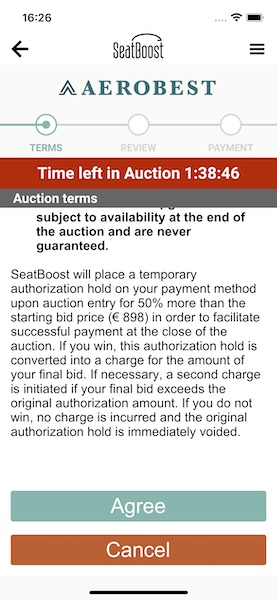 16:26
SeatBoost
AEROBEST
TERMS REVIEW PAYMENT
Time left in Auction 1:38:46
Auction terms
subject to availability at the end of
the auction and are never
guaranteed.
SeatBoost will place a temporary
authorization hold on your payment method
upon auction entry for 50% more than the
starting bid price (€ 898) in order to facilitate
successful payment at the close of the
auction. If you win, this authorization hold is
converted into a charge for the amount of
your final bid. If necessary, a second charge
is initiated if your final bid exceeds the
original authorization amount. If you do not
win, no charge is incurred and the original
authorization hold is immediately voided.
Agree
Cancel